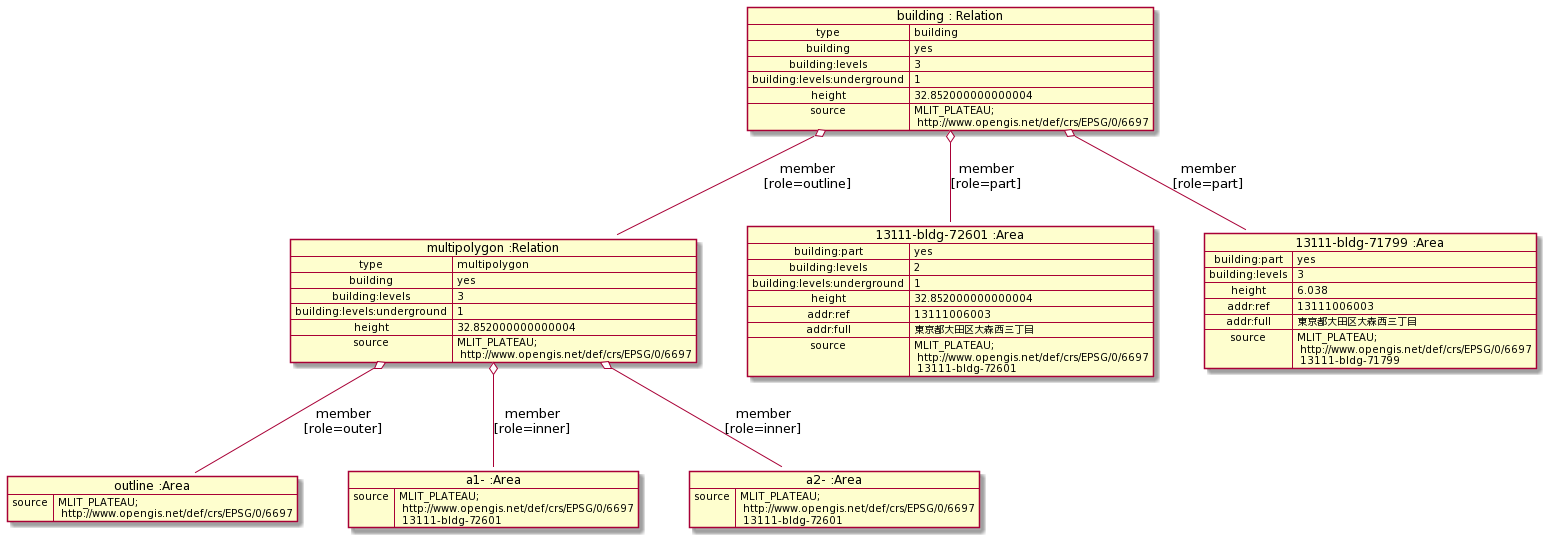 building : Relation
type building
building yes
building:levels 3
building:levels:underground 1
height 32.852000000000004
source MLIT_PLATEAU;
http://www.opengis.net/def/crs/EPSG/0/6697
member
[role=outline]
member
[role=part]
member
[role=part]
multipolygon :Relation
type multipolygon
building yes
building:levels 3
building:levels:underground 1
height 32.852000000000004
source MLIT_PLATEAU;
http://www.opengis.net/def/crs/EPSG/0/6697
13111-bldg-72601 :Area
building:part yes
building:levels 2
building:levels:underground 1
height 32.852000000000004
addr:ref 13111006003
addr:full 東京都大田区大森西三丁目
source MLIT_PLATEAU;
http://www.opengis.net/def/crs/EPSG/0/6697
13111-bldg-72601
13111-bldg-71799 :Area
building:part yes
building:levels 3
height 6.038
addr:ref 13111006003
addr:full 東京都大田区大森西三丁目
source MLIT_PLATEAU;
http://www.opengis.net/def/crs/EPSG/0/6697
13111-bldg-71799
member
[role=outer]
member
[role=inner]
member
[role=inner]
outline :Area
source MLIT_PLATEAU;
http://www.opengis.net/def/crs/EPSG/0/6697
a1- :Area
source MLIT_PLATEAU;
http://www.opengis.net/def/crs/EPSG/0/6697
13111-bldg-72601
a2- :Area
source MLIT_PLATEAU;
http://www.opengis.net/def/crs/EPSG/0/6697
13111-bldg-72601